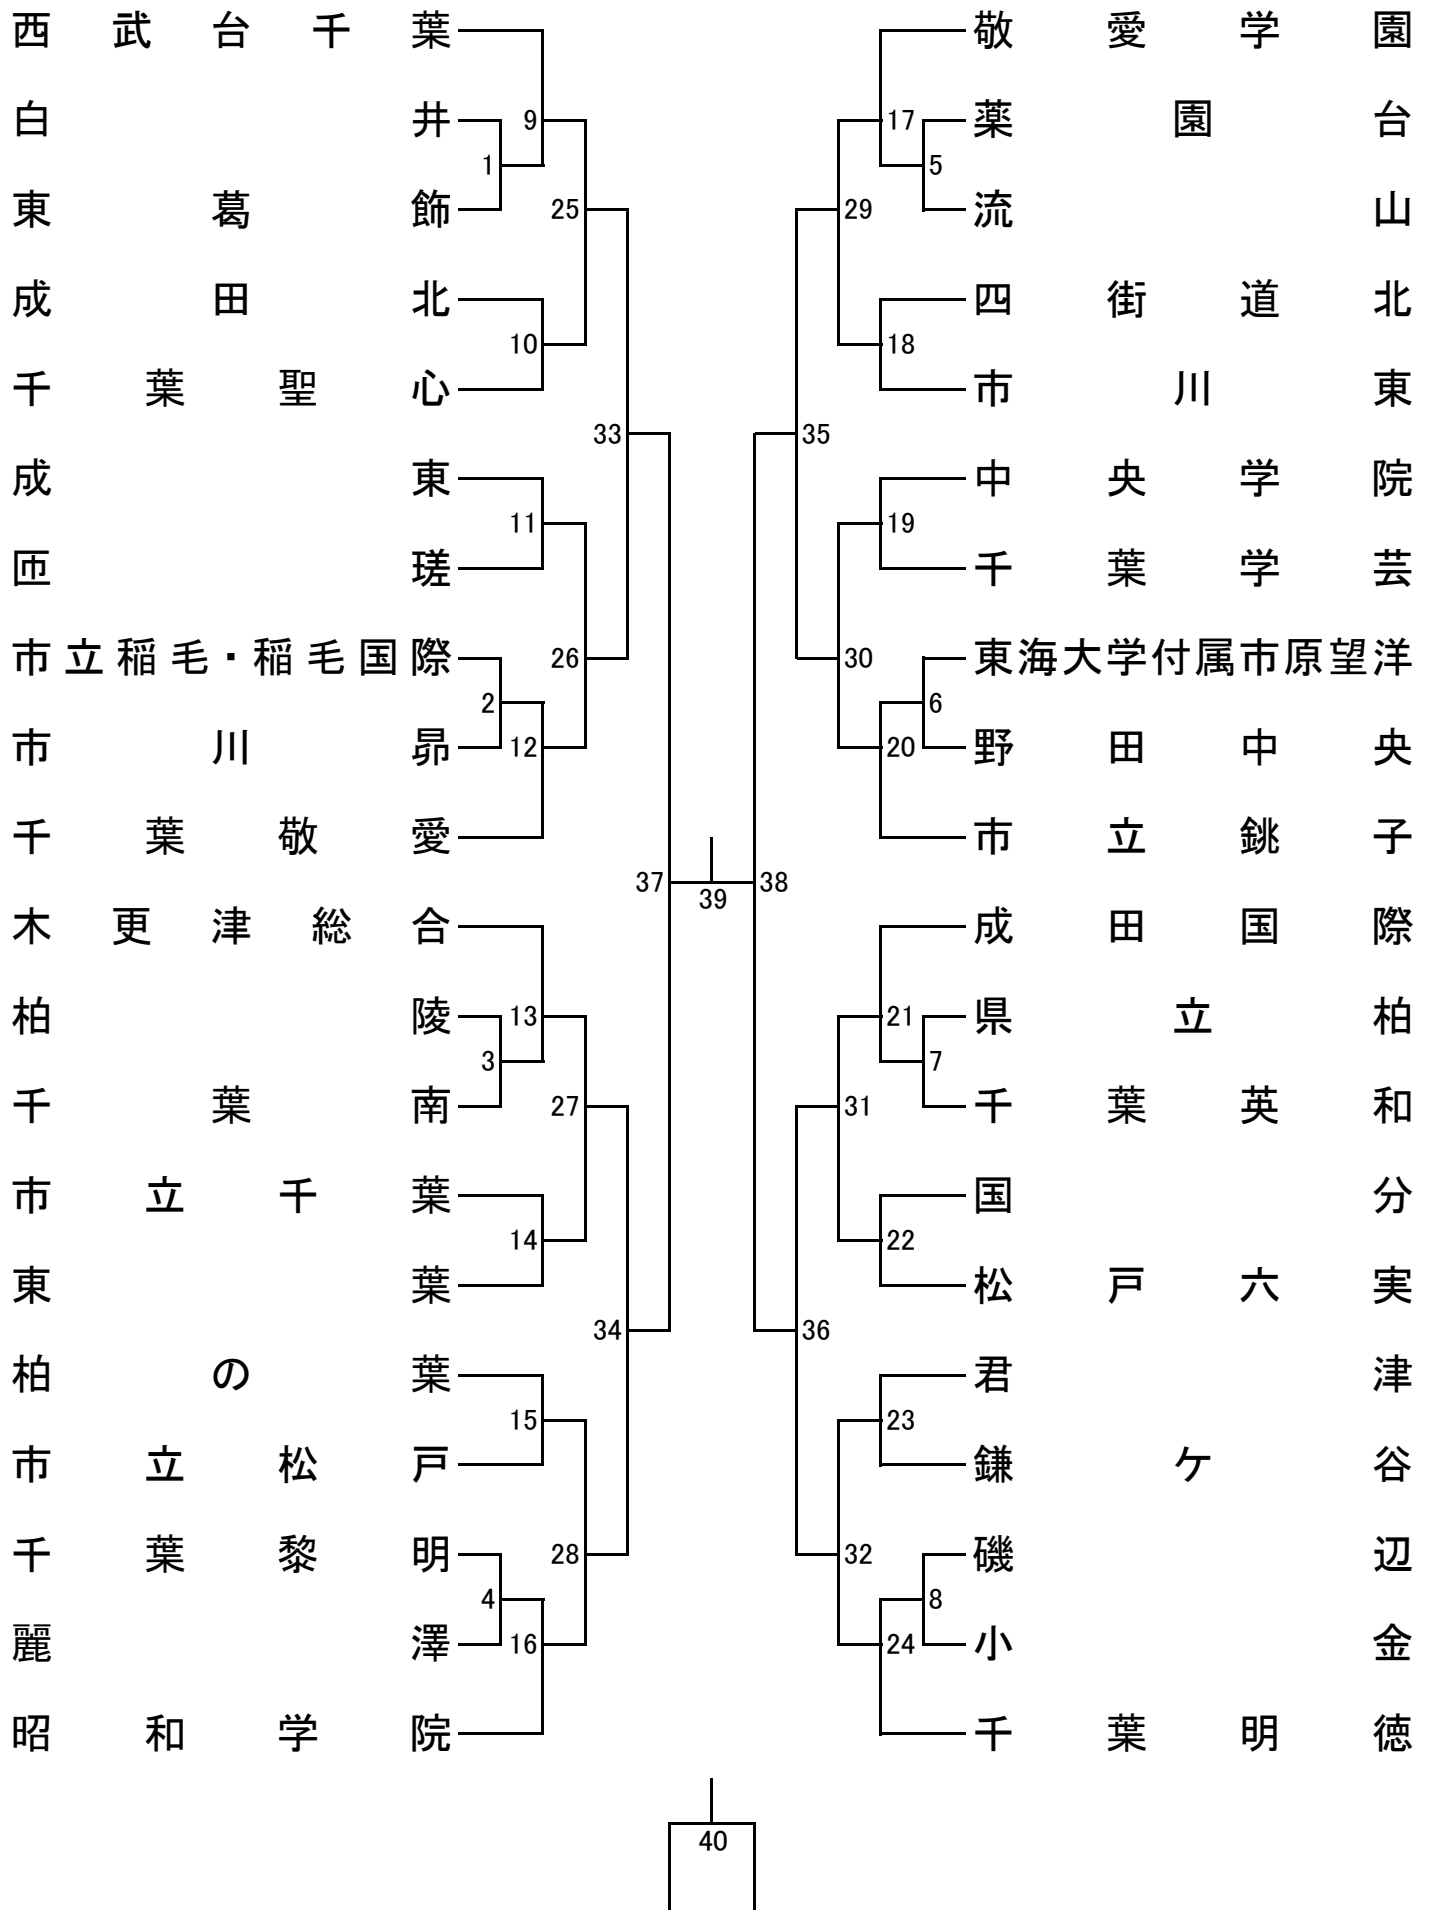 西武台千葉
白井
東葛飾
成田北
千葉聖心
成東
匝瑳
市立稲毛・稲毛国際
市川昴
千葉敬愛
木更津総合
柏陵
千葉南
市立千葉
東葉
柏の葉
市立松戸
千葉黎明
麗澤
昭和学院
1
2
3
4
9
10
11
12
13
14
15
16
25
26
27
28
33
34
37
39
38
35
36
29
30
31
32
17
18
19
20
21
22
23
24
5
6
7
8
敬愛学園
薬園台
流山
四街道北
市川東
中央学院
千葉学芸
東海大学付属市原望洋
野田中央
市立銚子
成田国際
県立柏
千葉英和
国分
松戸六実
君津
鎌ケ谷
磯辺
小金
千葉明徳
40